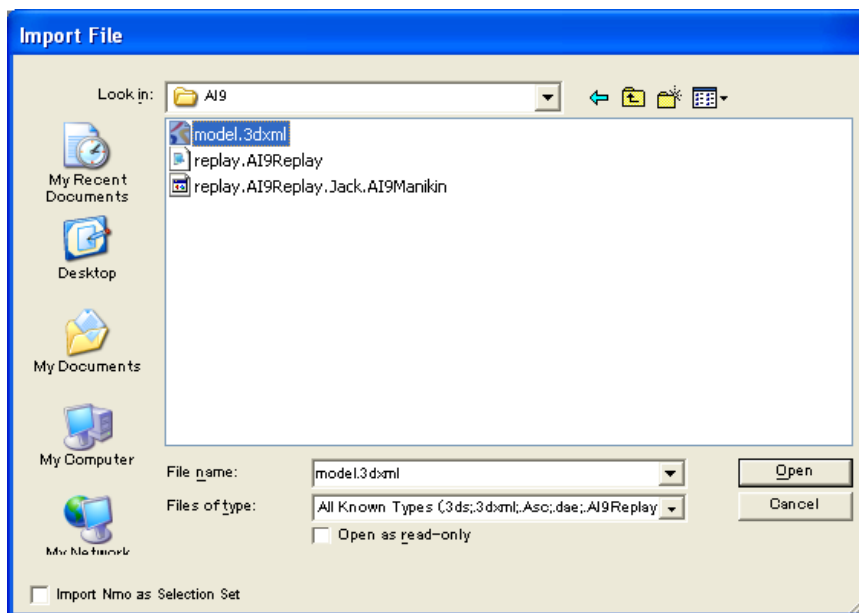 Import File
Look in:
AI9
model.3dxml
replay.AI9Replay
replay.AI9Replay.Jack.AI9Manikin
My Recent
Documents
Desktop
My Documents
My Computer
My Network
File name:
model.3dxml
Open
Files of type:
All Known Types (.3ds;.3dxml;.Asc;.dae;.AI9Replay
Cancel
Open as read-only
Import Nmo as Selection Set